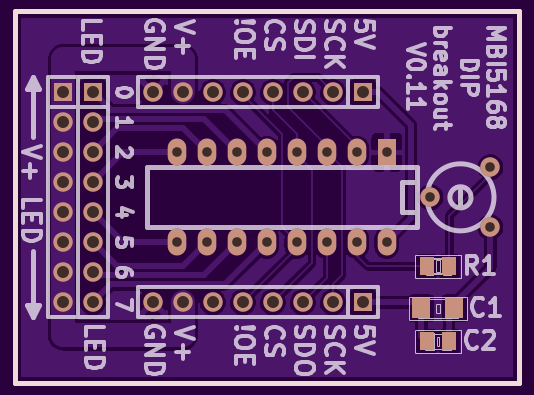 LED
GND
V+
!OE
CS
SDI
SCK
5V
MBI5168
DIP
breakout
V0.11
0
1
2
3
4
5
6
7
V+ LED
R1
C1
C2
LED
GND
V+
!OE
CS
SDO
SCK
5V